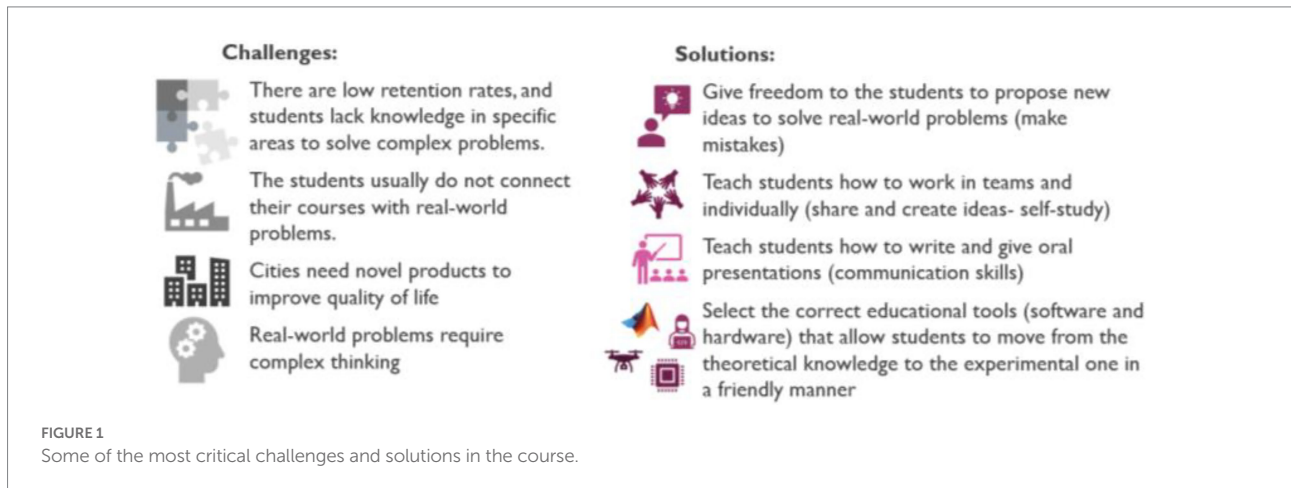 Challenges:
There are low retention rates, and
students lack knowledge in specific
areas to solve complex problems.
The students usually do not connect
their courses with real-world
problems.
Cities need novel products to
improve quality of life
Real-world problems require
complex thinking
Solutions:
Give freedom to the students to propose new
ideas to solve real-world problems (make
mistakes)
Teach students how to work in teams and
individually (share and create ideas- self-study)
Teach students how to write and give oral
presentations (communication skills)
Select the correct educational tools (software and
hardware) that allow students to move from the
theoretical knowledge to the experimental one in
a friendly manner
FIGURE 1
Some of the most critical challenges and solutions in the course.